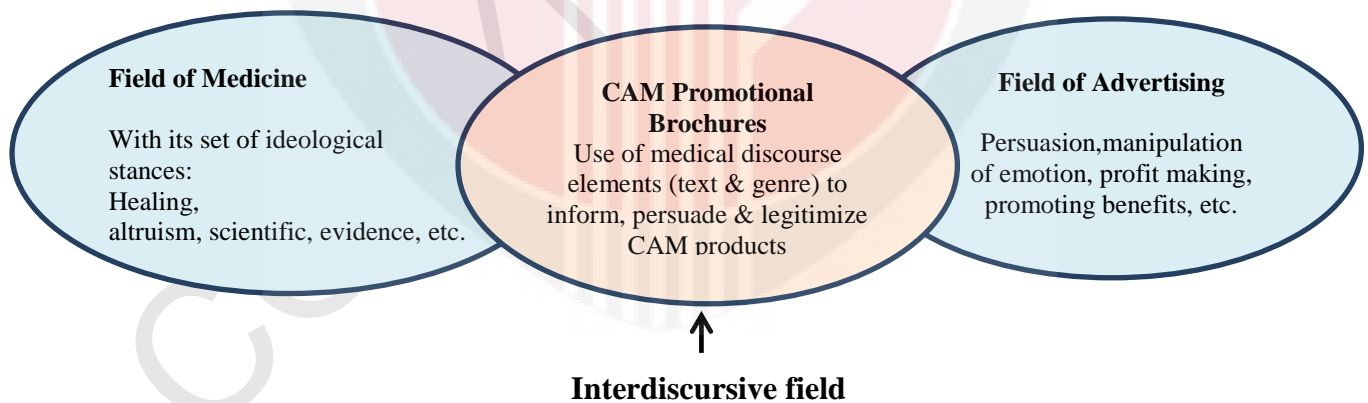 Field of Medicine
With its set of ideological
stances:
Healing,
altruism, scientific, evidence, etc.
CAM Promotional
Brochures
Use of medical discourse
elements (text & genre) to
inform, persuade & legitimize
CAM products
Field of Advertising
Persuasion,manipulation
of emotion, profit making,
promoting benefits, etc.
Interdiscursive field